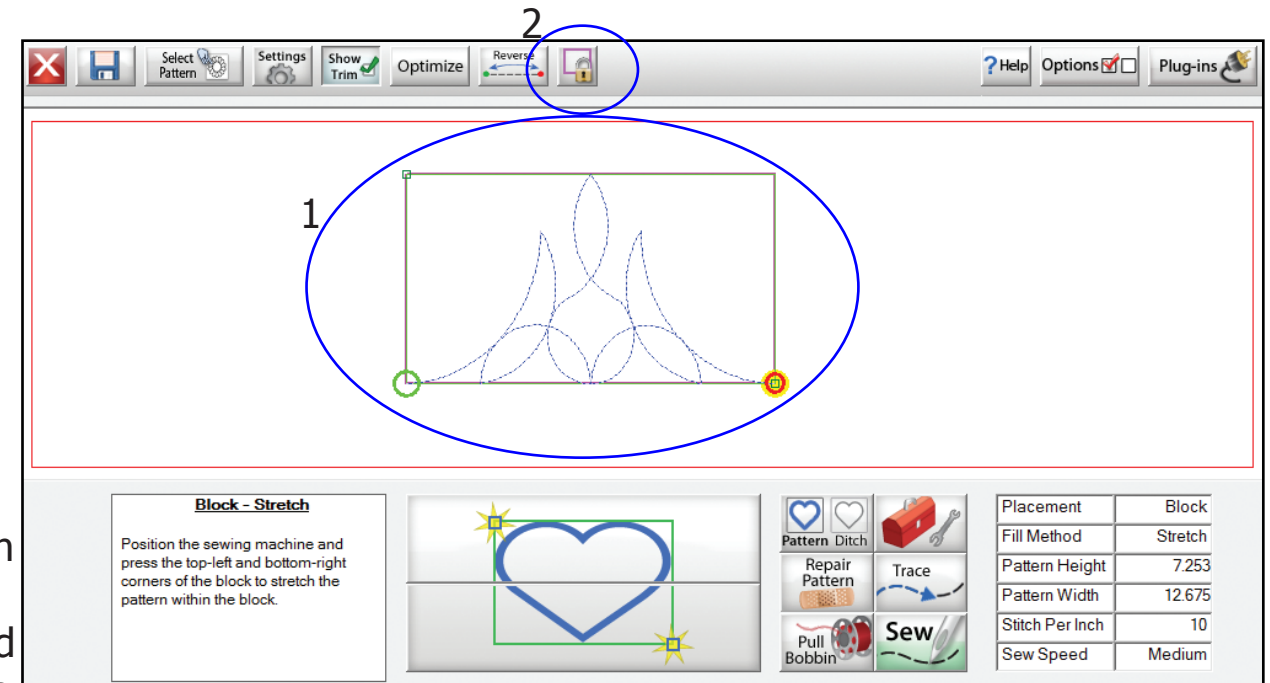 2
Select
Pattern
Settings
Show
Trim
Optimize
Reverse
? Help
Options
Plug-ins
1
Block - Stretch
Position the sewing machine and
press the top-left and bottom-right
corners of the block to stretch the
pattern within the block.
Pattern Ditch
Repair
Pattern
Trace
Pull
Bobbin
Sew
Placement Block
Fill Method Stretch
Pattern Height 7.253
Pattern Width 12.675
Stitch Per Inch 10
Sew Speed Medium